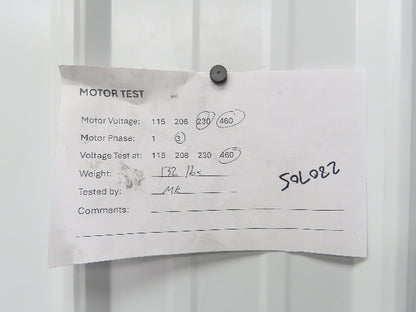 MOTOR TEST
Motor Voltage: 115 208 230 460
Motor Phase: 1 3
Voltage Test at: 115 208 230 460
Weight: 132 lbs
Tested by: MK
Comments:
SOLO82